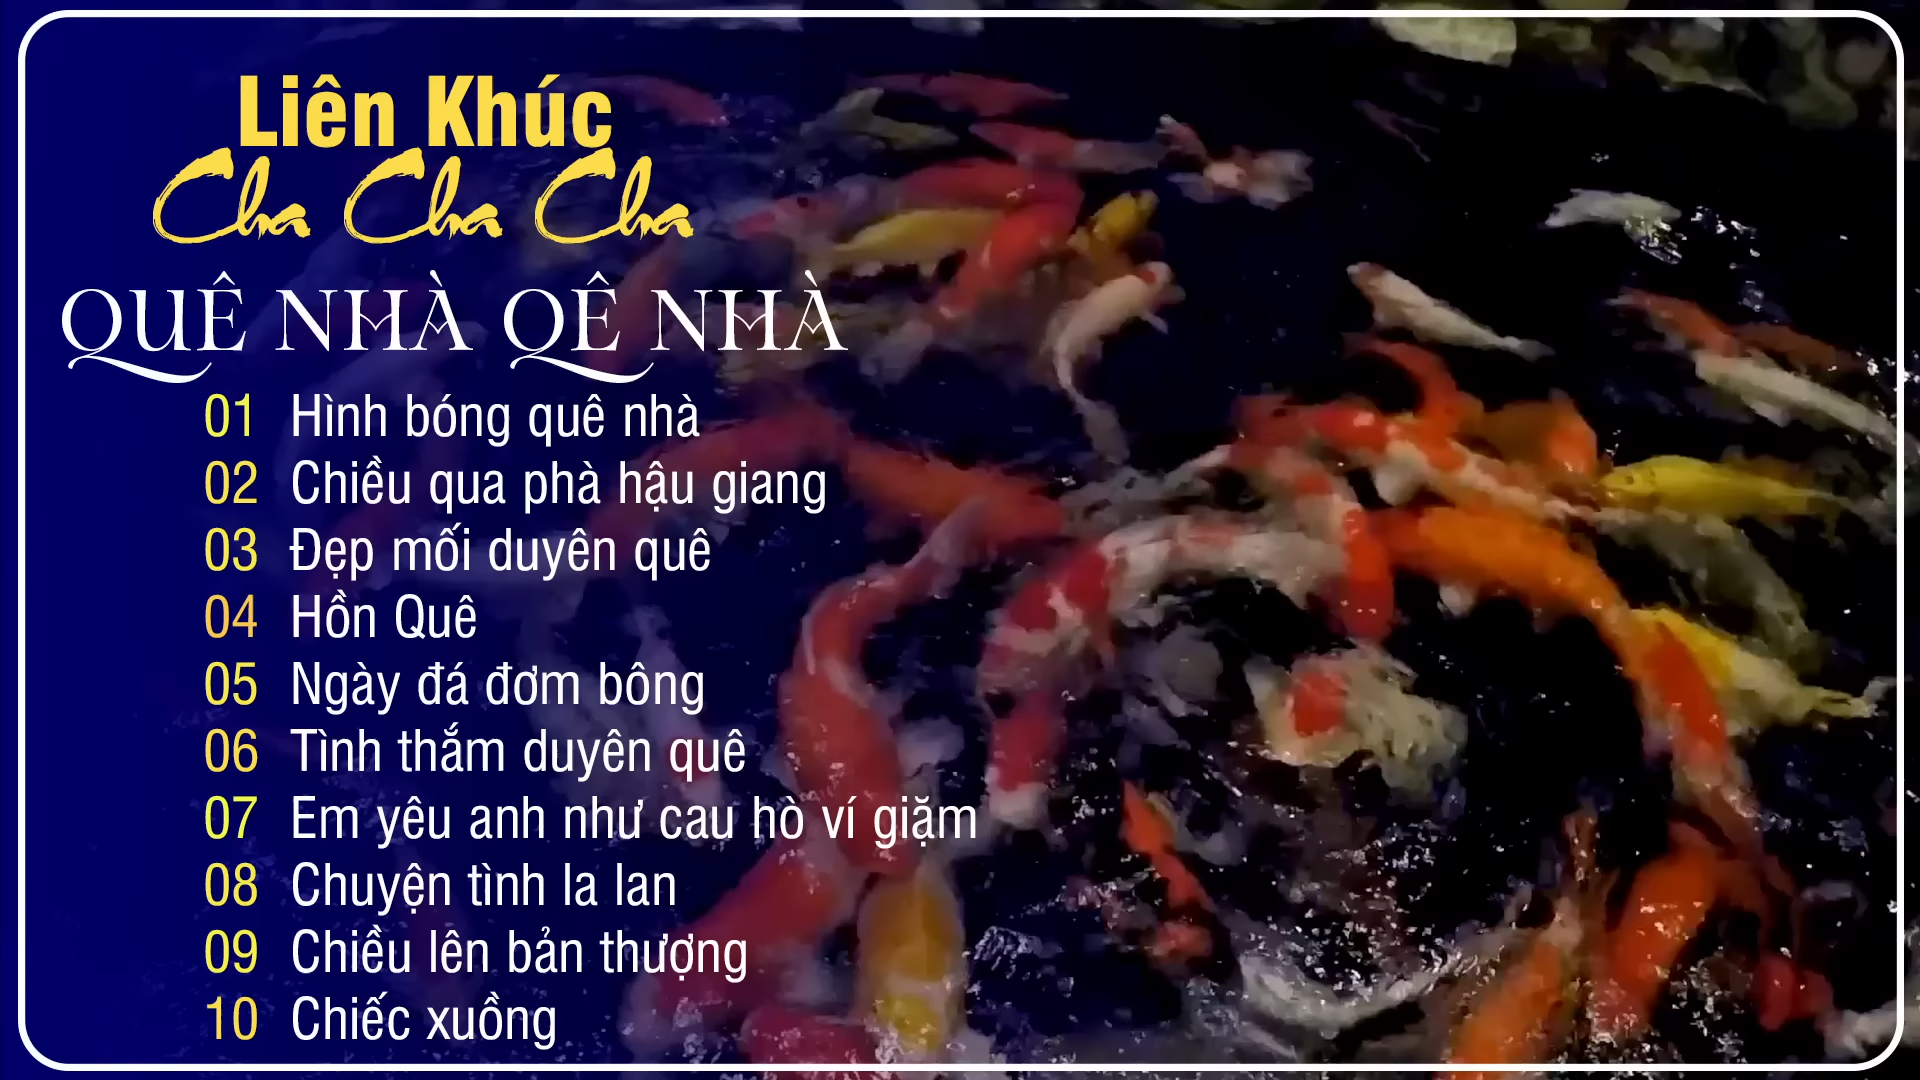 Liên Khúc
Cha Cha Cha
QUÊ NHÀ QÊ NHÀ
01 Hình bóng quê nhà
02 Chiều qua phà hậu giang
03 Đẹp mối duyên quê
04 Hồn Quê
05 Ngày đá đơm bông
06 Tình thắm duyên quê
07 Em yêu anh như cau hò ví giặm
08 Chuyện tình la lan
09 Chiều lên bản thượng
10 Chiếc xuồng